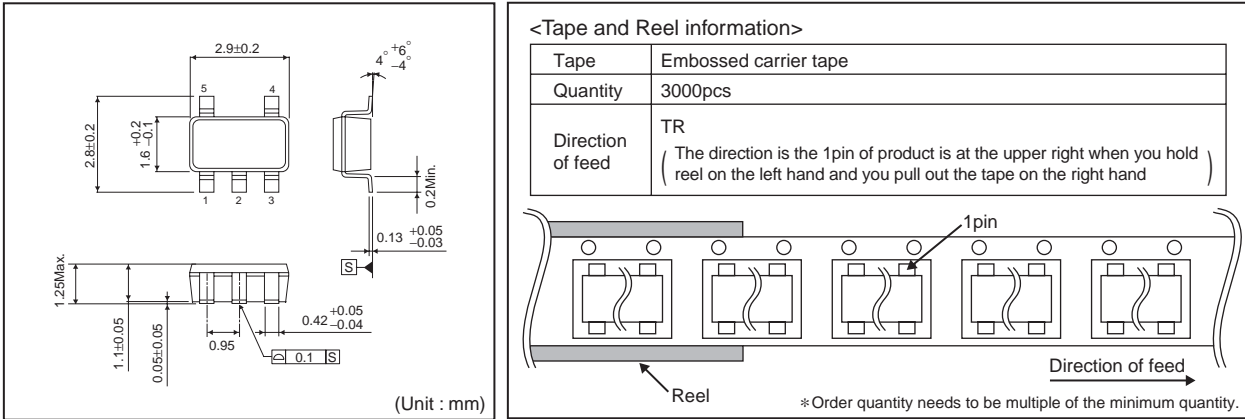 2.9±0.2
5 4
4° +6° −4°
2.8±0.2
1.6 +0.2 −0.1
1 2 3
0.2Min.
0.13 +0.05 −0.03
S
1.25Max.
1.1±0.05
0.05±0.05
0.95
0.42 +0.05 −0.04
0.1 S
(Unit : mm)
<Tape and Reel information>
Tape Embossed carrier tape
Quantity 3000pcs
Direction of feed
TR
( The direction is the 1pin of product is at the upper right when you hold
reel on the left hand and you pull out the tape on the right hand )
1pin
Direction of feed
Reel
∗Order quantity needs to be multiple of the minimum quantity.